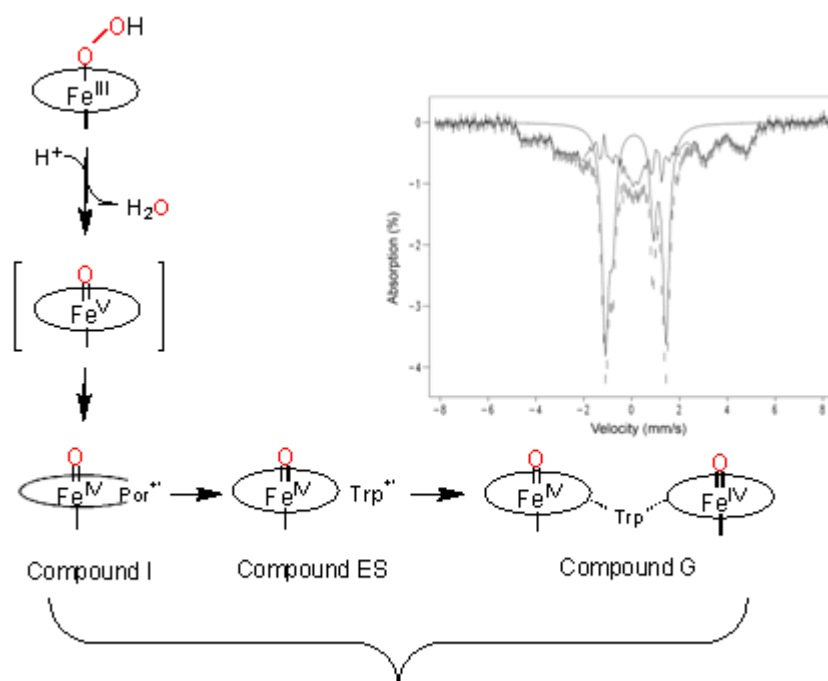 OH
O
Fe^III
H⁺
H₂O
O
Fe^V
O
Fe^IV Por⁺•
Compound I
O
Fe^IV Trp⁺•
Compound ES
O
Fe^IV
Trp
O
Fe^IV
Compound G
0
-1
-2
-3
-4
Absorption (%)
-8 -6 -4 -2 0 2 4 6 8
Velocity (mm/s)